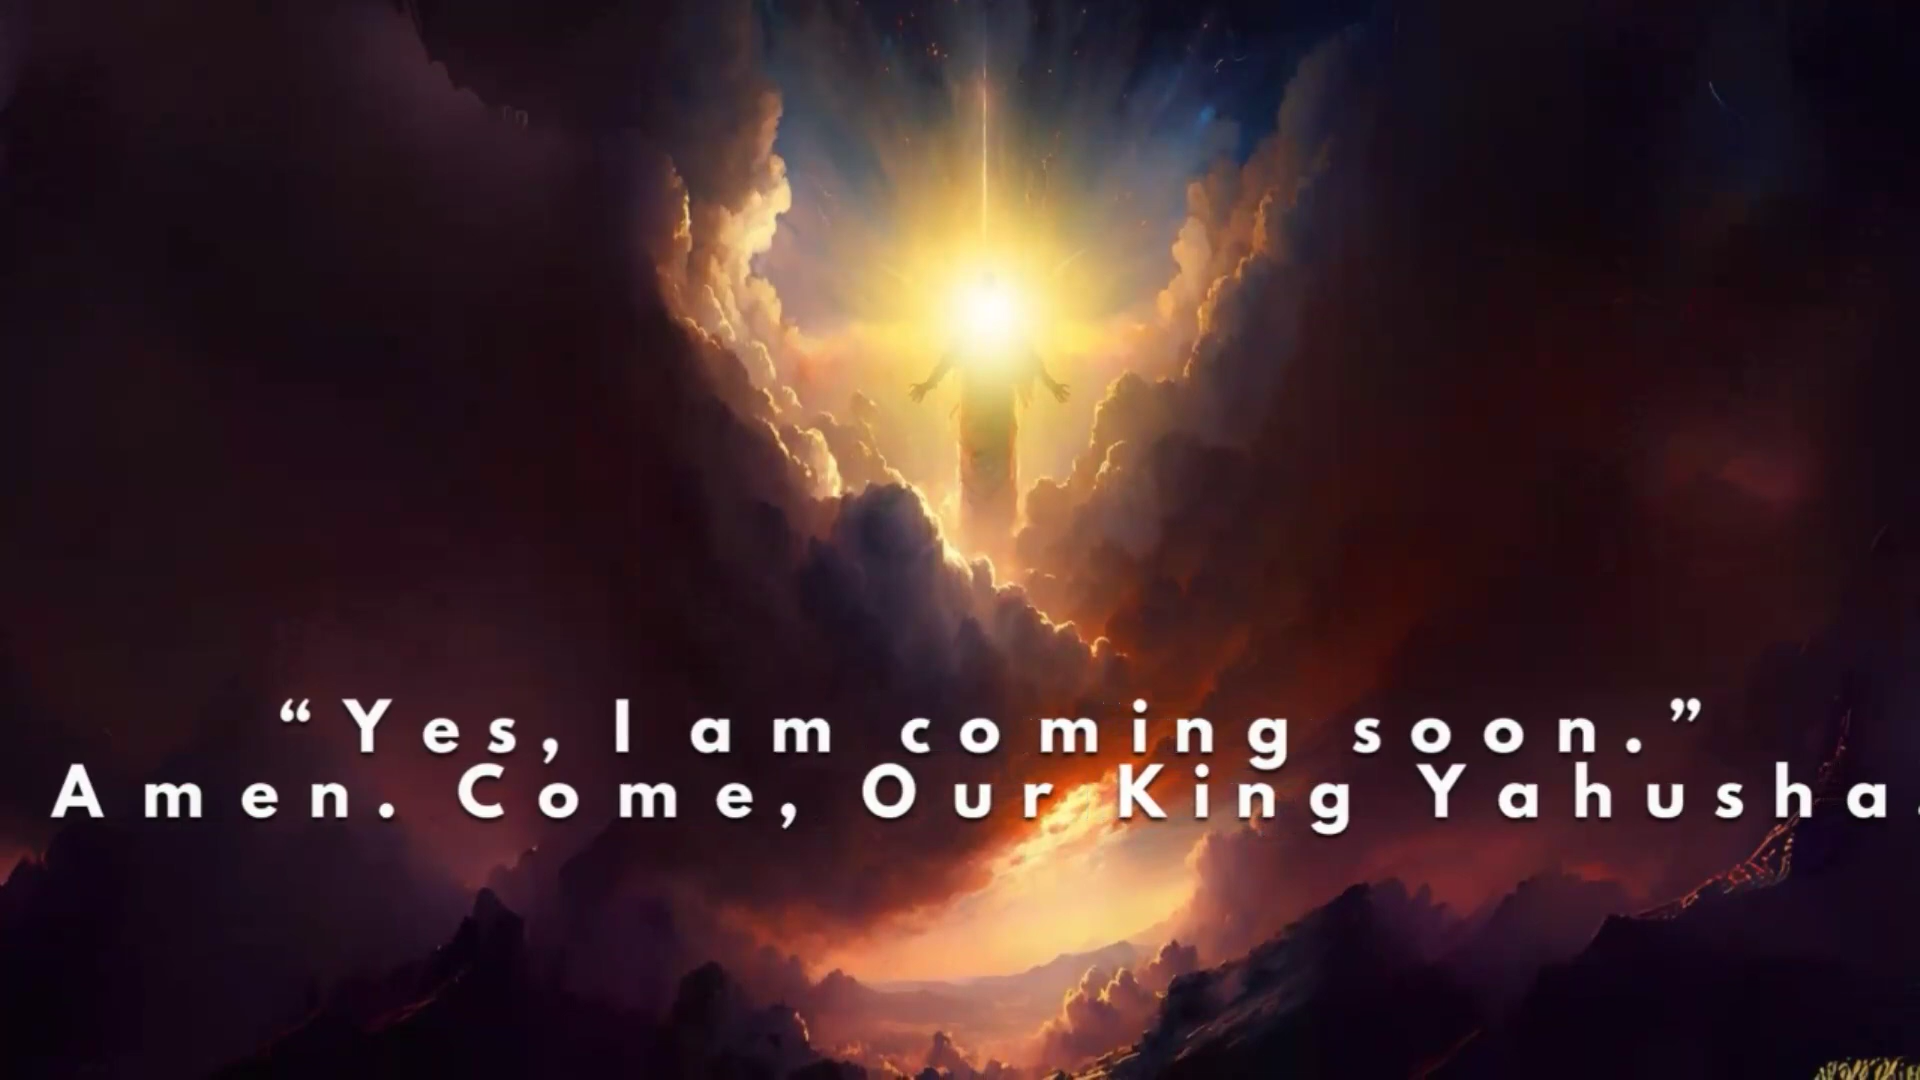 “Yes, I am coming soon.”
Amen. Come, Our King Yahusha.